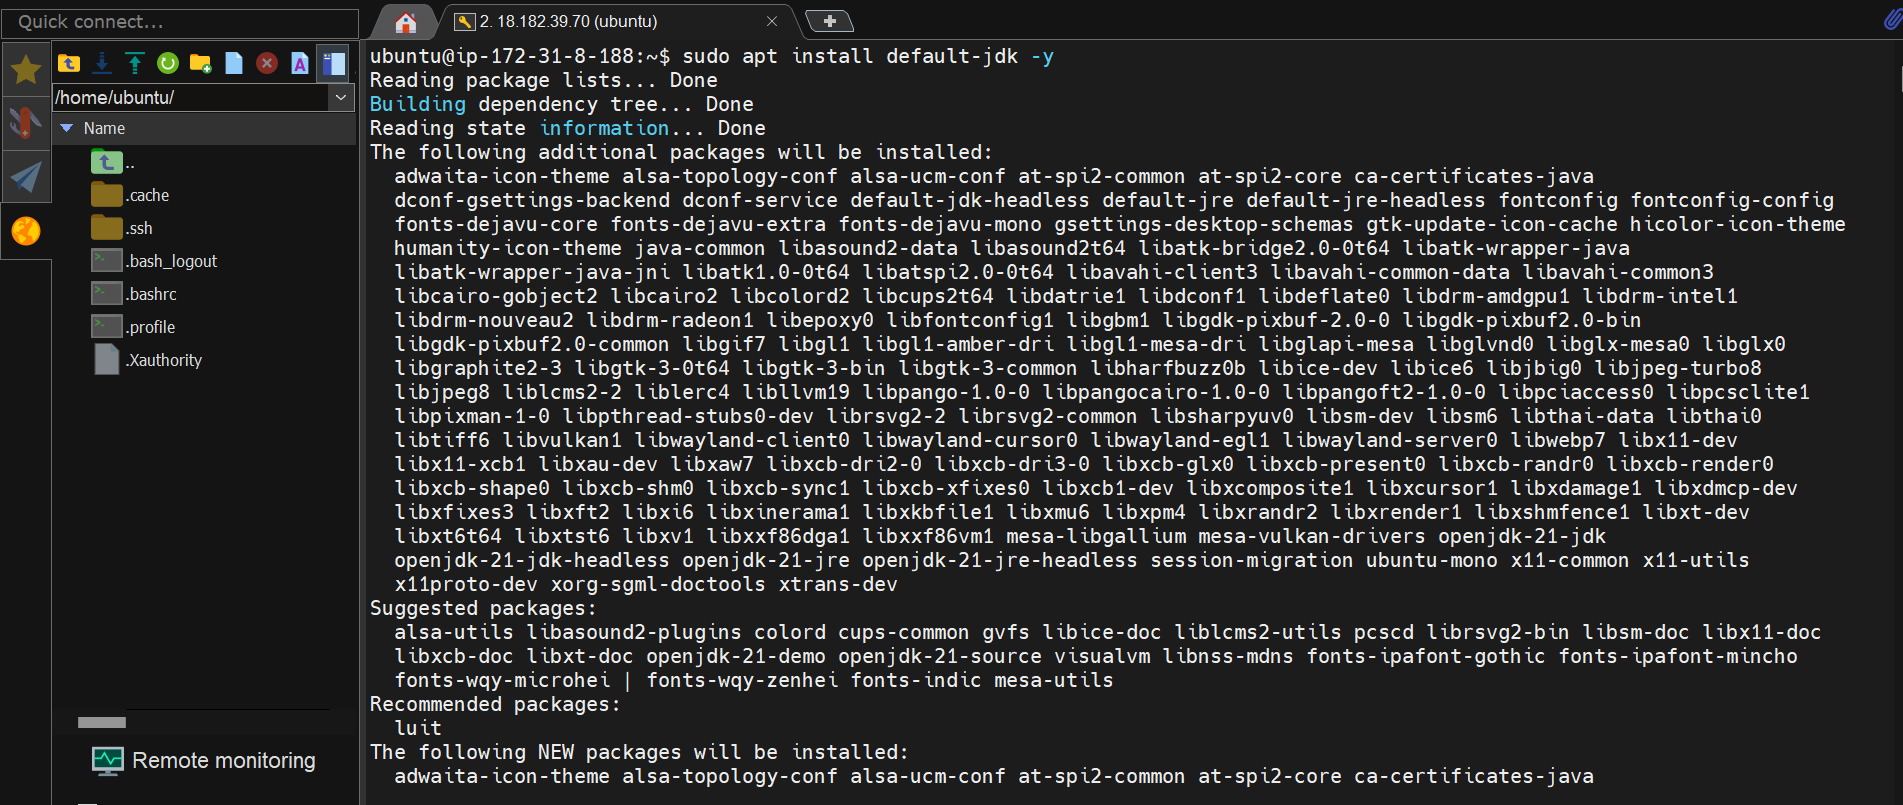 Quick connect...
2. 18.182.39.70 (ubuntu)
/home/ubuntu/
Name
..
.cache
.ssh
.bash_logout
.bashrc
.profile
.Xauthority
Remote monitoring
ubuntu@ip-172-31-8-188:~$ sudo apt install default-jdk -y
Reading package lists... Done
Building dependency tree... Done
Reading state information... Done
The following additional packages will be installed:
adwaita-icon-theme alsa-topology-conf alsa-ucm-conf at-spi2-common at-spi2-core ca-certificates-java
dconf-gsettings-backend dconf-service default-jdk-headless default-jre default-jre-headless fontconfig fontconfig-config
fonts-dejavu-core fonts-dejavu-extra fonts-dejavu-mono gsettings-desktop-schemas gtk-update-icon-cache hicolor-icon-theme
humanity-icon-theme java-common libasound2-data libasound2t64 libatk-bridge2.0-0t64 libatk-wrapper-java
libatk-wrapper-java-jni libatk1.0-0t64 libatspi2.0-0t64 libavahi-client3 libavahi-common-data libavahi-common3
libcairo-gobject2 libcairo2 libcolord2 libcups2t64 libdatrie1 libdconf1 libdeflate0 libdrm-amdgpu1 libdrm-intel1
libdrm-nouveau2 libdrm-radeon1 libepoxy0 libfontconfig1 libgbm1 libgdk-pixbuf-2.0-0 libgdk-pixbuf2.0-bin
libgdk-pixbuf2.0-common libgif7 libgl1 libgl1-amber-dri libgl1-mesa-dri libglapi-mesa libglvnd0 libglx-mesa0 libglx0
libgraphite2-3 libgtk-3-0t64 libgtk-3-bin libgtk-3-common libharfbuzz0b libice-dev libice6 libjbig0 libjpeg-turbo8
libjpeg8 liblcms2-2 liblerc4 libllvm19 libpango-1.0-0 libpangocairo-1.0-0 libpangoft2-1.0-0 libpciaccess0 libpcsclite1
libpixman-1-0 libpthread-stubs0-dev librsvg2-2 librsvg2-common libsharpyuv0 libsm-dev libsm6 libthai-data libthai0
libtiff6 libvulkan1 libwayland-client0 libwayland-cursor0 libwayland-egl1 libwayland-server0 libwebp7 libx11-dev
libx11-xcb1 libxau-dev libxaw7 libxcb-dri2-0 libxcb-dri3-0 libxcb-glx0 libxcb-present0 libxcb-randr0 libxcb-render0
libxcb-shape0 libxcb-shm0 libxcb-sync1 libxcb-xfixes0 libxcb1-dev libxcomposite1 libxcursor1 libxdamage1 libxdmcp-dev
libxfixes3 libxft2 libxi6 libxinerama1 libxkbfile1 libxmu6 libxpm4 libxrandr2 libxrender1 libxshmfence1 libxt-dev
libxt6t64 libxtst6 libxv1 libxxf86dga1 libxxf86vm1 mesa-libgallium mesa-vulkan-drivers openjdk-21-jdk
openjdk-21-jdk-headless openjdk-21-jre openjdk-21-jre-headless session-migration ubuntu-mono x11-common x11-utils
x11proto-dev xorg-sgml-doctools xtrans-dev
Suggested packages:
alsa-utils libasound2-plugins colord cups-common gvfs libice-doc liblcms2-utils pcscd librsvg2-bin libsm-doc libx11-doc
libxcb-doc libxt-doc openjdk-21-demo openjdk-21-source visualvm libnss-mdns fonts-ipafont-gothic fonts-ipafont-mincho
fonts-wqy-microhei | fonts-wqy-zenhei fonts-indic mesa-utils
Recommended packages:
luit
The following NEW packages will be installed:
adwaita-icon-theme alsa-topology-conf alsa-ucm-conf at-spi2-common at-spi2-core ca-certificates-java